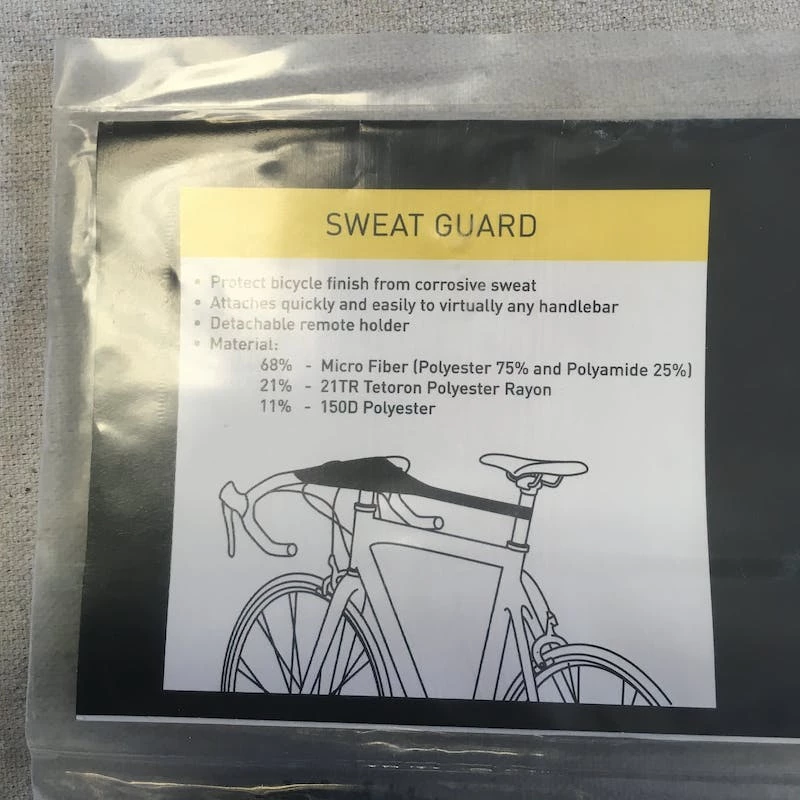 SWEAT GUARD
• Protect bicycle finish from corrosive sweat
• Attaches quickly and easily to virtually any handlebar
• Detachable remote holder
• Material:
68% - Micro Fiber (Polyester 75% and Polyamide 25%)
21% - 21TR Tetoron Polyester Rayon
11% - 150D Polyester